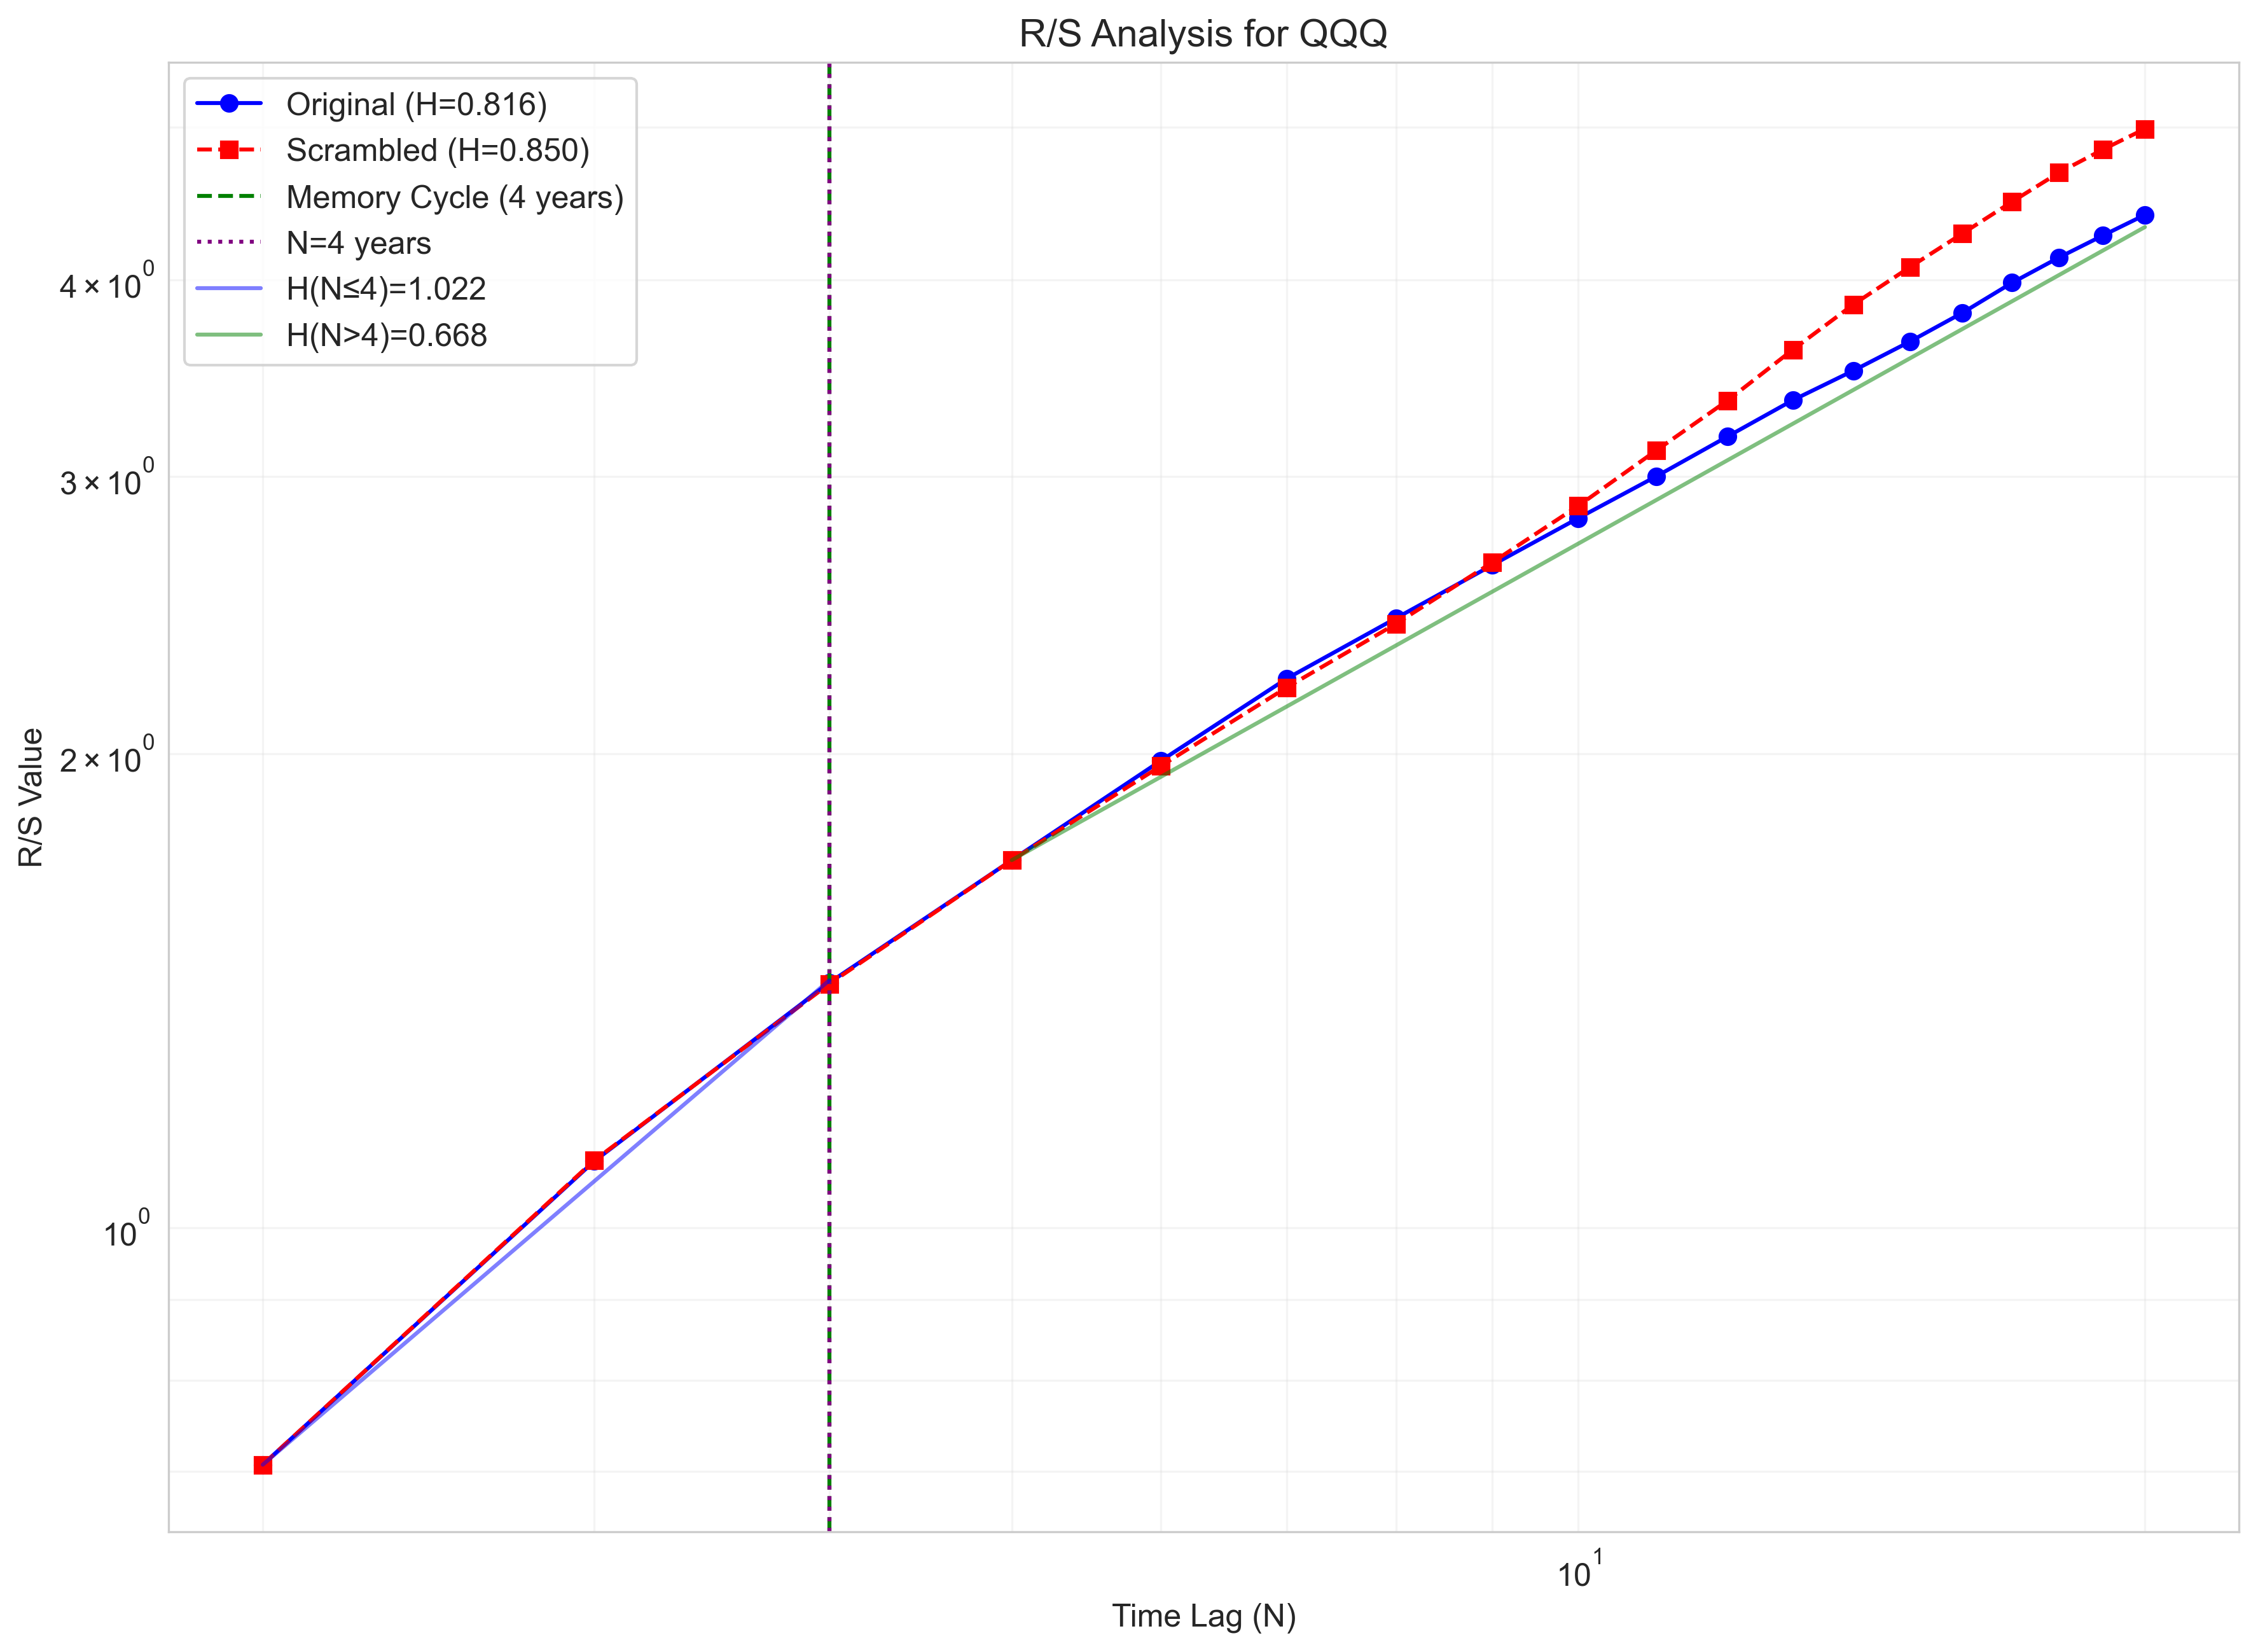 R/S Analysis for QQQ
Original (H=0.816)
Scrambled (H=0.850)
Memory Cycle (4 years)
N=4 years
H(N≤4)=1.022
H(N>4)=0.668
4 × 10⁰
3 × 10⁰
2 × 10⁰
10⁰
R/S Value
10¹
Time Lag (N)